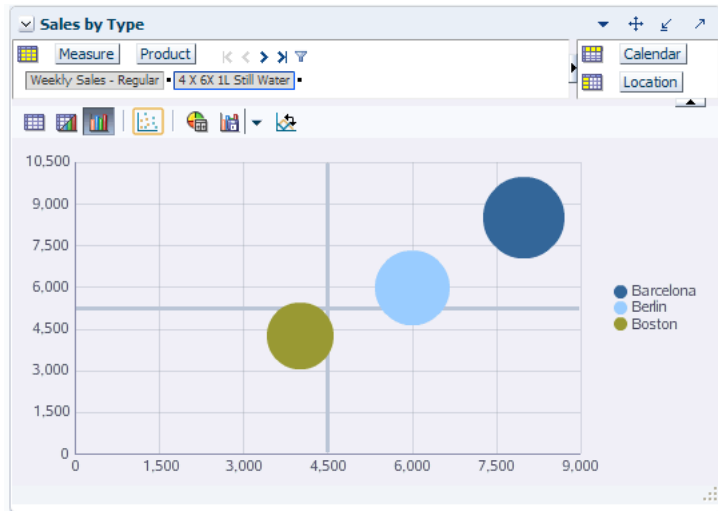 Sales by Type
Measure Product
Calendar
Weekly Sales - Regular 4 X 6X 1L Still Water
Location
10,500
9,000
7,500
6,000
4,500
3,000
1,500
0
0 1,500 3,000 4,500 6,000 7,500 9,000
Barcelona
Berlin
Boston